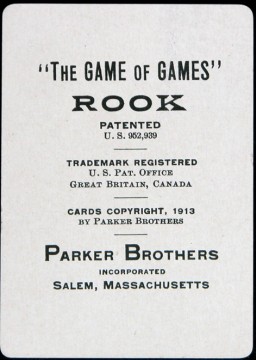 "THE GAME OF GAMES"
ROOK
PATENTED
U. S. 952,939
TRADEMARK REGISTERED
U. S. PAT. OFFICE
GREAT BRITAIN, CANADA
CARDS COPYRIGHT, 1913
BY PARKER BROTHERS
PARKER BROTHERS
INCORPORATED
SALEM, MASSACHUSETTS